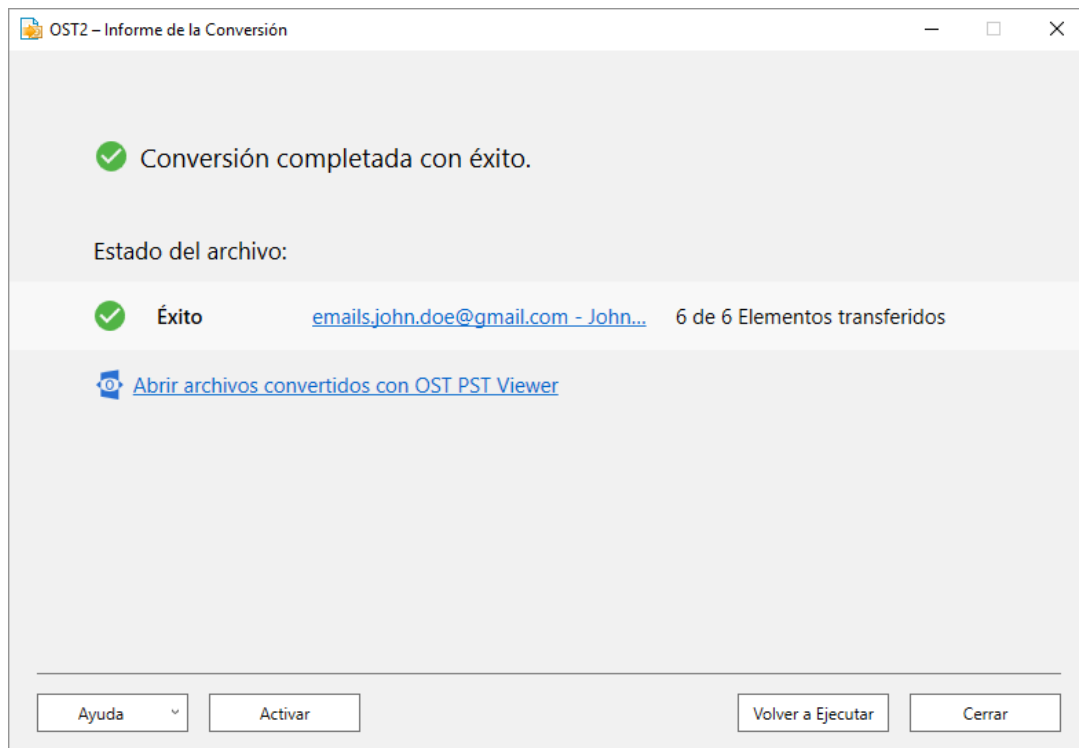 OST2 – Informe de la Conversión
Conversión completada con éxito.
Estado del archivo:
Éxito emails.john.doe@gmail.com - John... 6 de 6 Elementos transferidos
Abrir archivos convertidos con OST PST Viewer
Ayuda Activar Volver a Ejecutar Cerrar